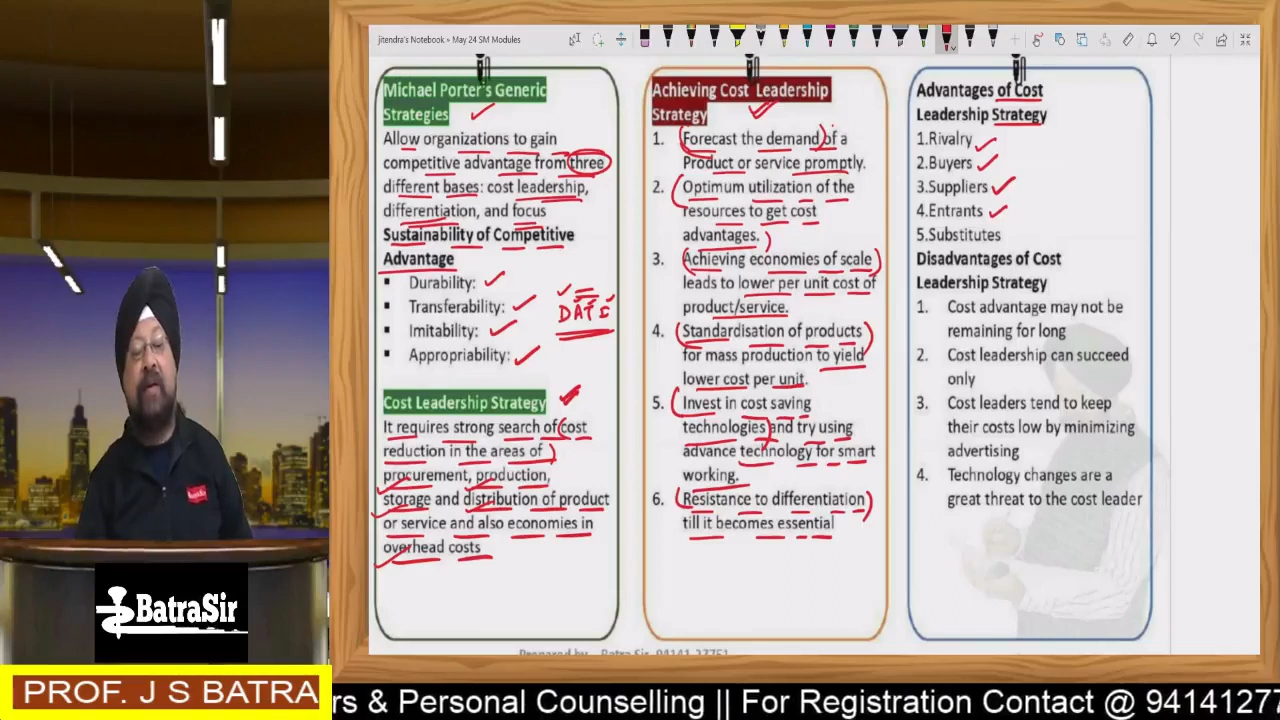 jitendra's Notebook » May 24 SM Modules
Michael Porter's Generic
Strategies
Allow organizations to gain
competitive advantage from three
different bases: cost leadership,
differentiation, and focus
Sustainability of Competitive
Advantage
▪ Durability:
▪ Transferability:
▪ Imitability:
▪ Appropriability:
DATI
Cost Leadership Strategy
It requires strong search of cost
reduction in the areas of
procurement, production,
storage and distribution of product
or service and also economies in
overhead costs
Achieving Cost Leadership
Strategy
1. Forecast the demand of a
Product or service promptly.
2. Optimum utilization of the
resources to get cost
advantages.
3. Achieving economies of scale
leads to lower per unit cost of
product/service.
4. Standardisation of products
for mass production to yield
lower cost per unit.
5. Invest in cost saving
technologies and try using
advance technology for smart
working.
6. Resistance to differentiation
till it becomes essential
Advantages of Cost
Leadership Strategy
1.Rivalry
2.Buyers
3.Suppliers
4.Entrants
5.Substitutes
Disadvantages of Cost
Leadership Strategy
1. Cost advantage may not be
remaining for long
2. Cost leadership can succeed
only
3. Cost leaders tend to keep
their costs low by minimizing
advertising
4. Technology changes are a
great threat to the cost leader
BatraSir
PROF. J S BATRA
rs & Personal Counselling || For Registration Contact @ 9414127